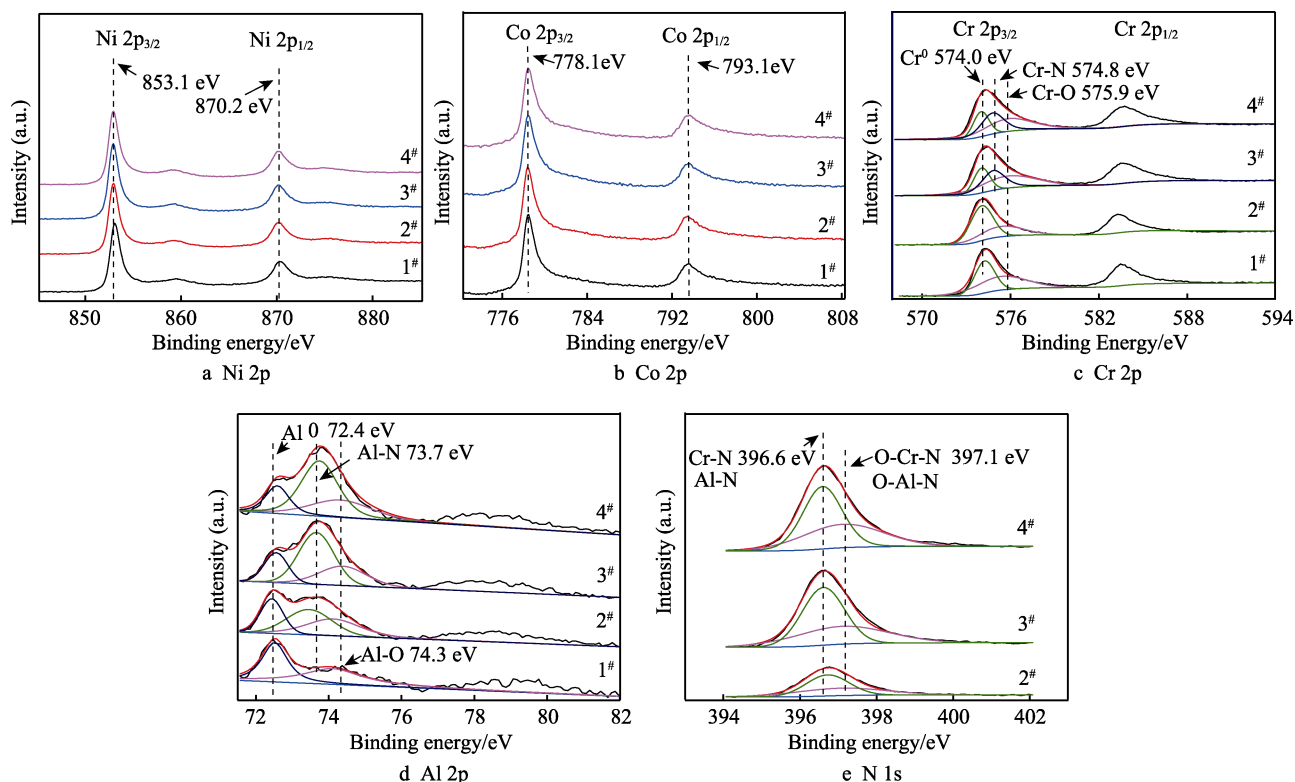 Ni 2p3/2
Ni 2p1/2
853.1 eV
870.2 eV
4#
3#
2#
1#
Intensity (a.u.)
850 860 870 880
Binding energy/eV
a Ni 2p
Co 2p3/2
Co 2p1/2
778.1eV
793.1eV
4#
3#
2#
1#
Intensity (a.u.)
776 784 792 800 808
Binding energy/eV
b Co 2p
Cr 2p3/2
Cr 2p1/2
Cr0 574.0 eV
Cr-N 574.8 eV
Cr-O 575.9 eV
4#
3#
2#
1#
Intensity (a.u.)
570 576 582 588 594
Binding Energy/eV
c Cr 2p
Al 0 72.4 eV
Al-N 73.7 eV
4#
3#
2#
Al-O 74.3 eV
1#
Intensity (a.u.)
72 74 76 78 80 82
Binding energy/eV
d Al 2p
Cr-N 396.6 eV
Al-N
O-Cr-N 397.1 eV
O-Al-N
4#
3#
2#
Intensity (a.u.)
394 396 398 400 402
Binding energy/eV
e N 1s